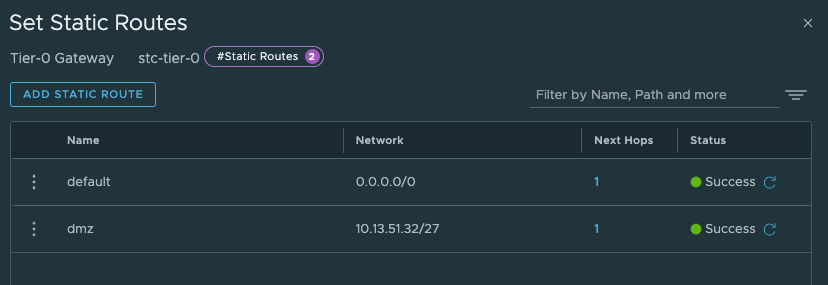 Set Static Routes
Tier-0 Gateway stc-tier-0 #Static Routes 2
ADD STATIC ROUTE Filter by Name, Path and more
Name Network Next Hops Status
default 0.0.0.0/0 1 Success
dmz 10.13.51.32/27 1 Success